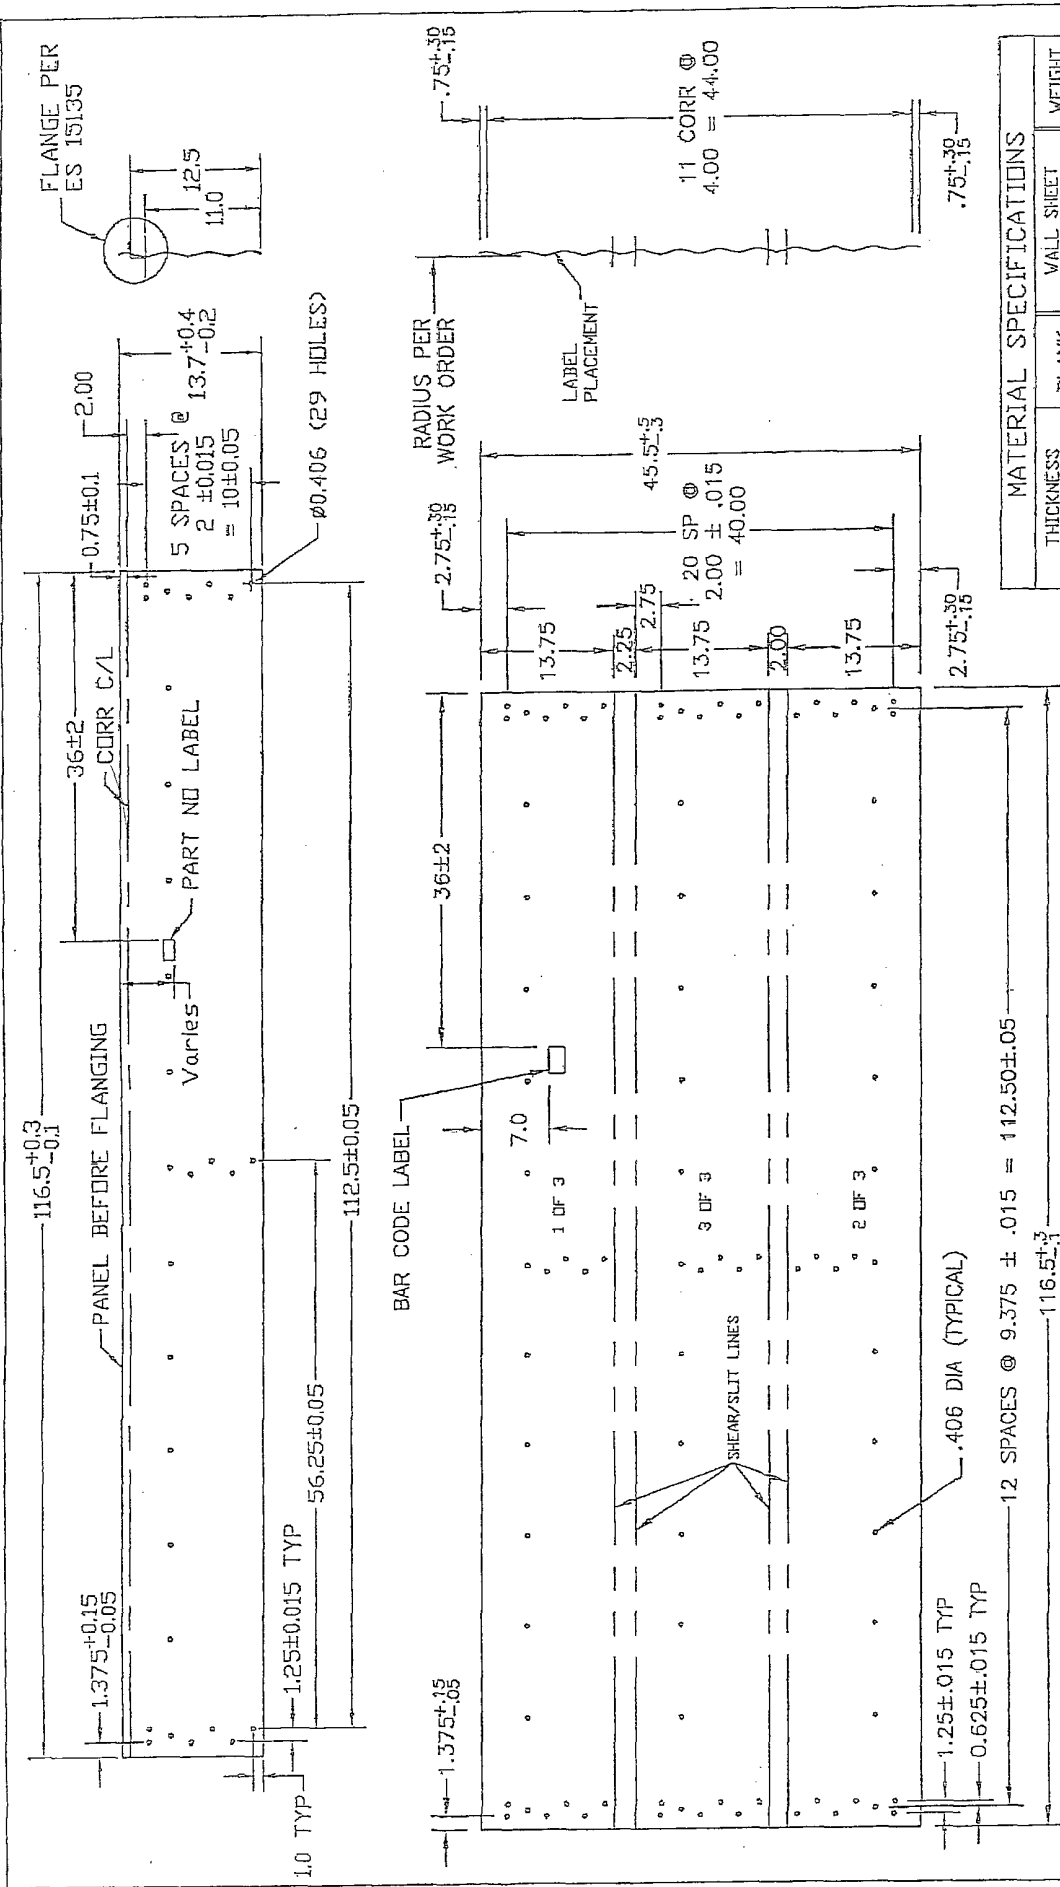 116.5+0.3
-0.1
PANEL BEFORE FLANGING
36±2
CORR C/L
0.75±0.1
2.00
FLANGE PER
ES 15135
1.375+0.15
-0.05
Varies
PART NO LABEL
5 SPACES @
2 ±0.015
= 10±0.05
13.7+0.4
-0.2
11.0
12.5
ø0.406 (29 HOLES)
1.0 TYP
1.25±0.015 TYP
56.25±0.05
112.5±0.05
BAR CODE LABEL
36±2
RADIUS PER
WORK ORDER
LABEL
PLACEMENT
.75+.30
-.15
11 CORR @
4.00 = 44.00
.75+.30
-.15
1.375+.15
-.05
7.0
2.75+.30
-.15
13.75
2.25
2.75
13.75
2.00
13.75
45.5+.5
-.3
20 SP @
2.00 ± .015
= 40.00
2.75+.30
-.15
1 OF 3
3 OF 3
2 OF 3
SHEAR/SLIT LINES
.406 DIA (TYPICAL)
1.25±.015 TYP
0.625±.015 TYP
12 SPACES @ 9.375 ± .015 = 112.50±.05
116.5+.3
-.1
MATERIAL SPECIFICATIONS
THICKNESS
WALL SHEET
WEIGHT